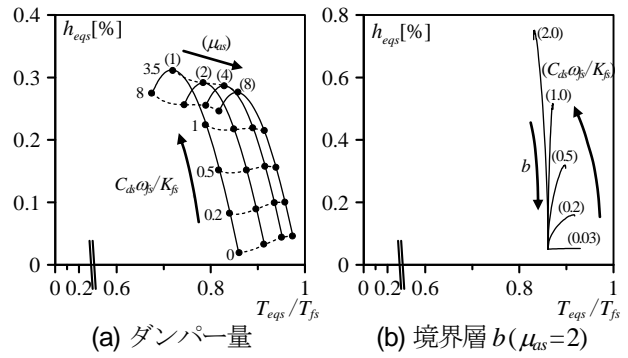 h_eqs[%]
0.4
0.3
0.2
0.1
0
0 0.2 0.6 0.8 1
T_eqs/T_fs
(μ_as)
3.5 (1)
(2) (4)
(8)
8
1
0.5
0.2
0
C_dsω_fs/K_fs
(a) ダンパー量
h_eqs[%]
0.8
0.6
0.4
0.2
0
0 0.2 0.6 0.8 1
T_eqs/T_fs
(2.0)
(C_dsω_fs/K_fs)
(1.0)
(0.5)
(0.2)
(0.03)
b
(b) 境界層 b(μ_as=2)